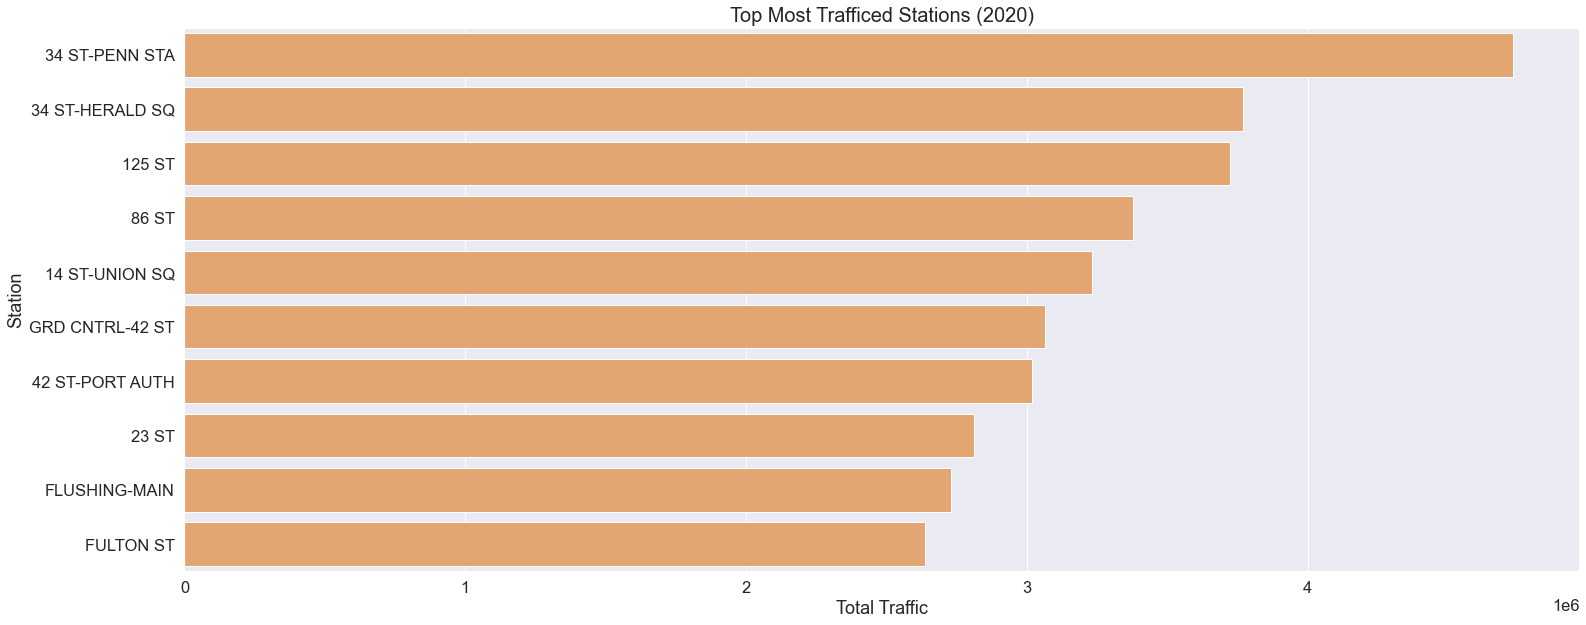 Top Most Trafficed Stations (2020)
Station
34 ST-PENN STA
34 ST-HERALD SQ
125 ST
86 ST
14 ST-UNION SQ
GRD CNTRL-42 ST
42 ST-PORT AUTH
23 ST
FLUSHING-MAIN
FULTON ST
0 1 2 3 4
1e6
Total Traffic